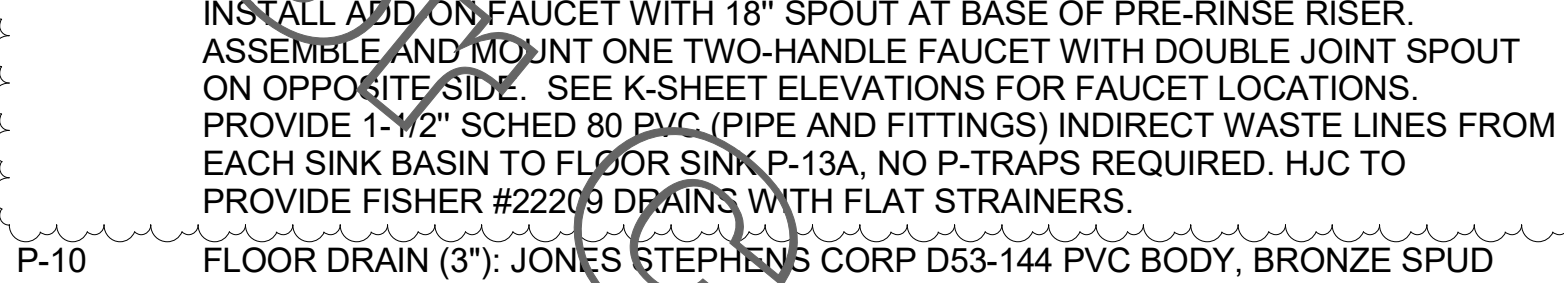 INSTALL ADD ON FAUCET WITH 18" SPOUT AT BASE OF PRE-RINSE RISER.
ASSEMBLE AND MOUNT ONE TWO-HANDLE FAUCET WITH DOUBLE JOINT SPOUT
ON OPPOSITE SIDE. SEE K-SHEET ELEVATIONS FOR FAUCET LOCATIONS.
PROVIDE 1-1/2" SCHED 80 PVC (PIPE AND FITTINGS) INDIRECT WASTE LINES FROM
EACH SINK BASIN TO FLOOR SINK P-13A, NO P-TRAPS REQUIRED. HJC TO
PROVIDE FISHER #22209 DRAINS WITH FLAT STRAINERS.
P-10 FLOOR DRAIN (3"): JONES STEPHENS CORP D53-144 PVC BODY, BRONZE SPUD